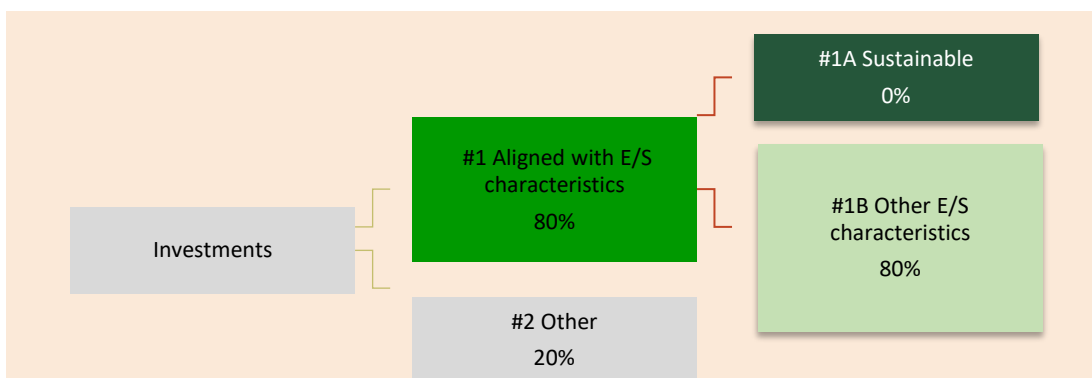 Investments
#1 Aligned with E/S
characteristics
80%
#2 Other
20%
#1A Sustainable
0%
#1B Other E/S
characteristics
80%